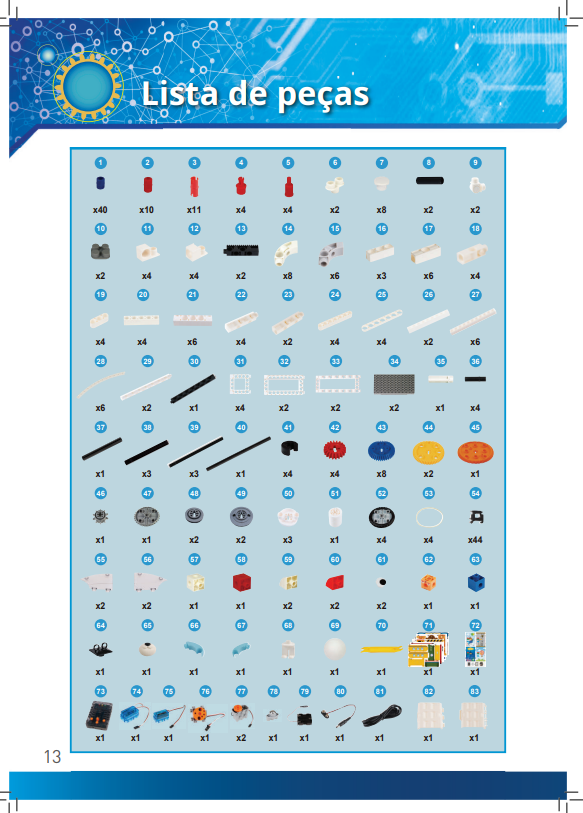 Lista de peças
1 2 3 4 5 6 7 8 9
x40 x10 x11 x4 x4 x2 x8 x2 x2
10 11 12 13 14 15 16 17 18
x2 x4 x4 x2 x8 x6 x3 x6 x4
19 20 21 22 23 24 25 26 27
x4 x4 x6 x4 x2 x4 x4 x2 x6
28 29 30 31 32 33 34 35 36
x6 x2 x1 x4 x2 x2 x2 x1 x4
37 38 39 40 41 42 43 44 45
x1 x3 x3 x1 x4 x4 x8 x2 x1
46 47 48 49 50 51 52 53 54
x1 x1 x2 x2 x3 x1 x4 x4 x44
55 56 57 58 59 60 61 62 63
x2 x2 x1 x1 x2 x2 x2 x1 x1
64 65 66 67 68 69 70 71 72
x1 x1 x1 x1 x1 x1 x1 x1 x1
73 74 75 76 77 78 79 80 81 82 83
x1 x1 x1 x1 x2 x1 x1 x1 x1 x1 x1
13